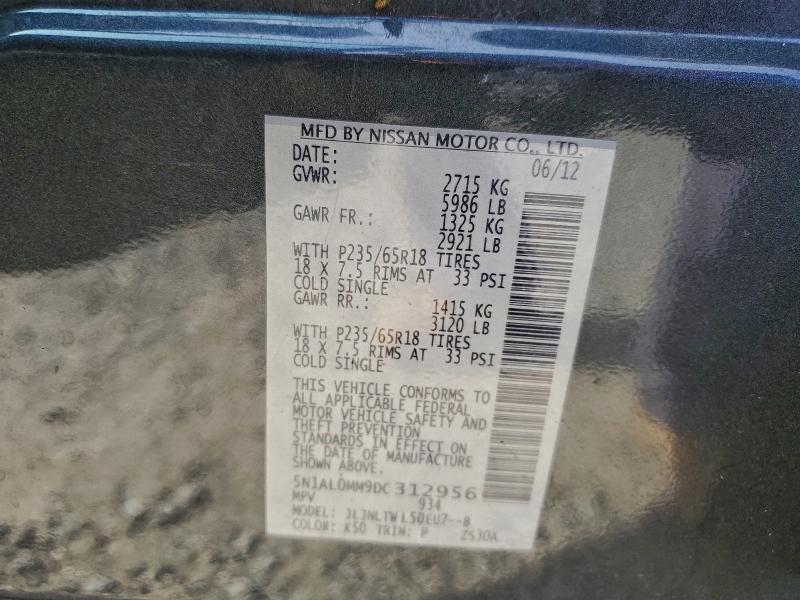 MFD BY NISSAN MOTOR CO., LTD.
DATE: 06/12
GVWR: 2715 KG
5986 LB
GAWR FR.: 1325 KG
2921 LB
WITH P235/65R18 TIRES
18 X 7.5 RIMS AT 33 PSI
COLD SINGLE
GAWR RR.: 1415 KG
3120 LB
WITH P235/65R18 TIRES
18 X 7.5 RIMS AT 33 PSI
COLD SINGLE
THIS VEHICLE CONFORMS TO
ALL APPLICABLE FEDERAL
MOTOR VEHICLE SAFETY AND
THEFT PREVENTION
STANDARDS IN EFFECT ON
THE DATE OF MANUFACTURE
SHOWN ABOVE.
5N1AL0MM9DC312956
MPV 934
MODEL: JLJNLTWL50EU7--B
COLOR: K50 TRIM: P 2530A